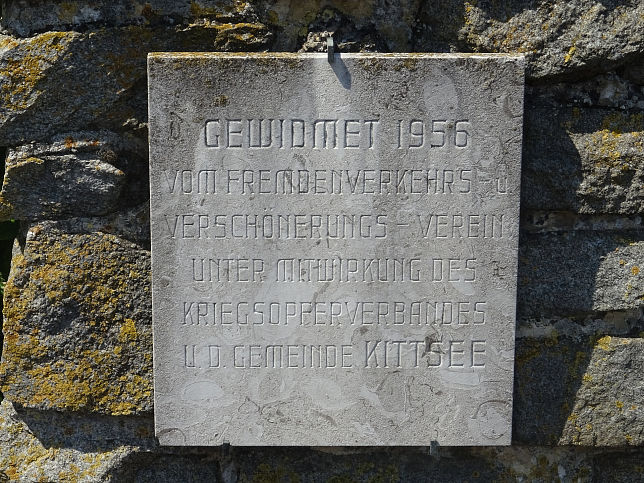 GEWIDMET 1956
VOM FREMDENVERKEHRS - U.
VERSCHÖNERUNGS - VEREIN
UNTER MITWIRKUNG DES
KRIEGSOPFERVERBANDES
U. D. GEMEINDE KITTSEE